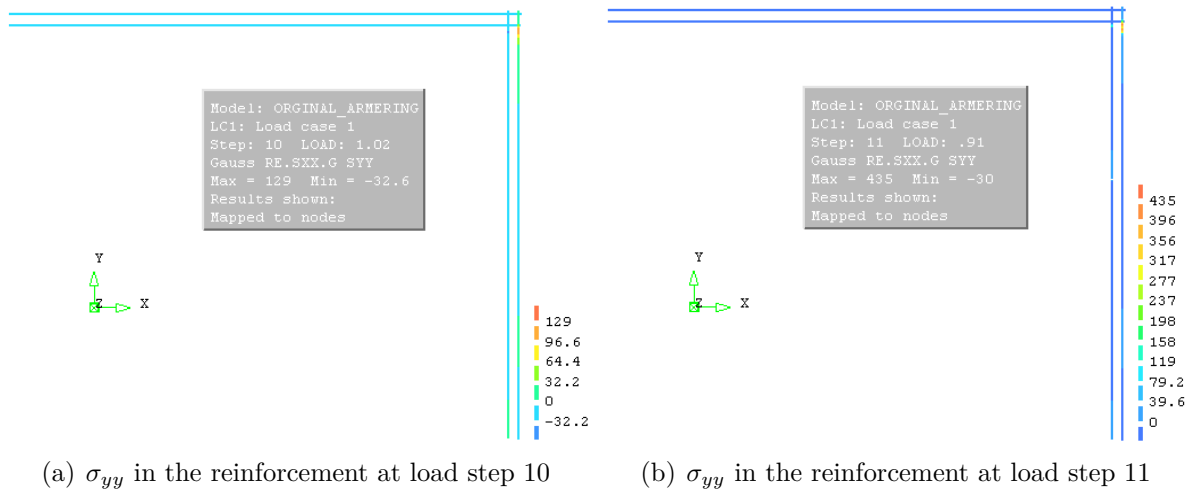 Model: ORGINAL_ARMERING
LC1: Load case 1
Step: 10 LOAD: 1.02
Gauss RE.SXX.G SYY
Max = 129 Min = -32.6
Results shown:
Mapped to nodes
Y
Z
X
129
96.6
64.4
32.2
0
-32.2
(a) σyy in the reinforcement at load step 10
Model: ORGINAL_ARMERING
LC1: Load case 1
Step: 11 LOAD: .91
Gauss RE.SXX.G SYY
Max = 435 Min = -30
Results shown:
Mapped to nodes
Y
Z
X
435
396
356
317
277
237
198
158
119
79.2
39.6
0
(b) σyy in the reinforcement at load step 11